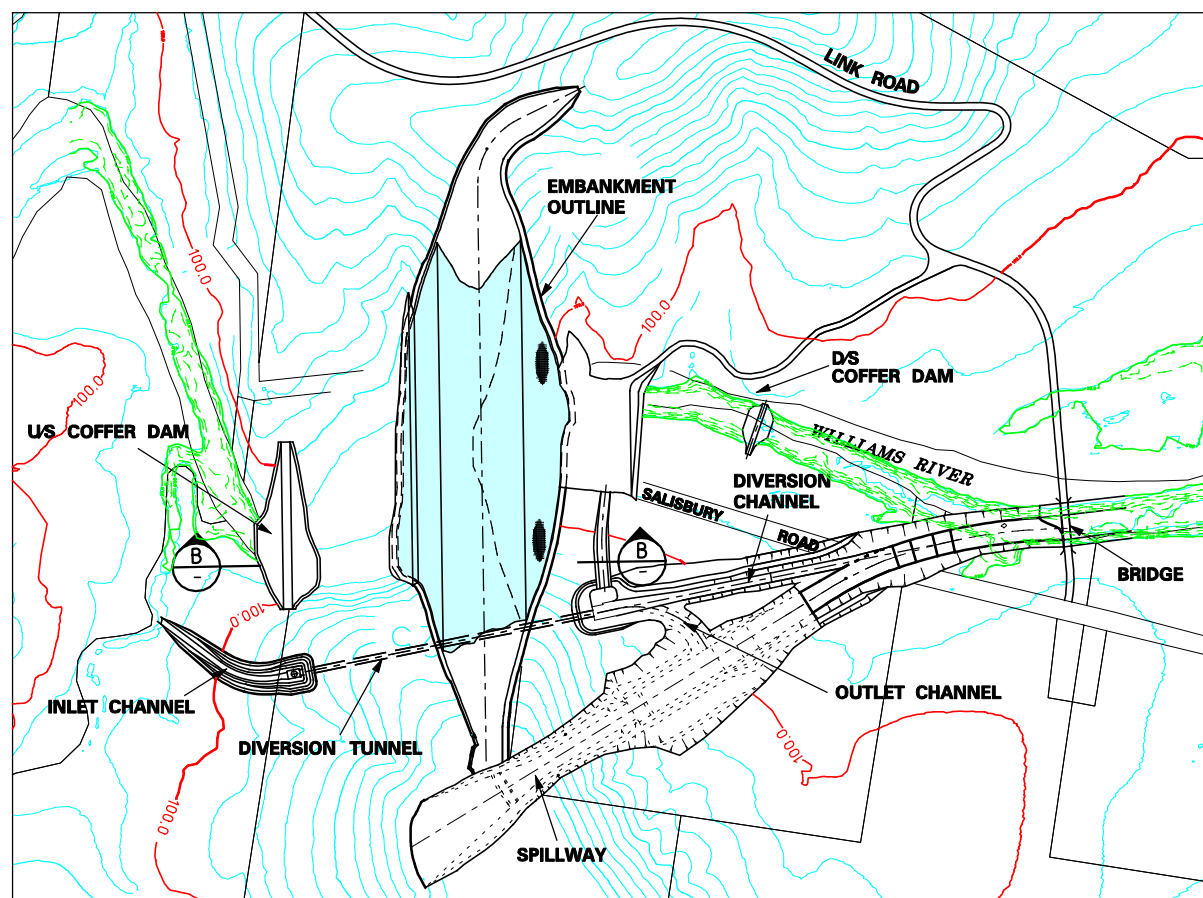 LINK ROAD
EMBANKMENT
OUTLINE
100.0
100.0
100.0
D/S
COFFER DAM
U/S COFFER DAM
WILLIAMS RIVER
DIVERSION
CHANNEL
SALISBURY
ROAD
B
-
B
-
BRIDGE
100.0
INLET CHANNEL
OUTLET CHANNEL
DIVERSION TUNNEL
100.0
100.0
SPILLWAY